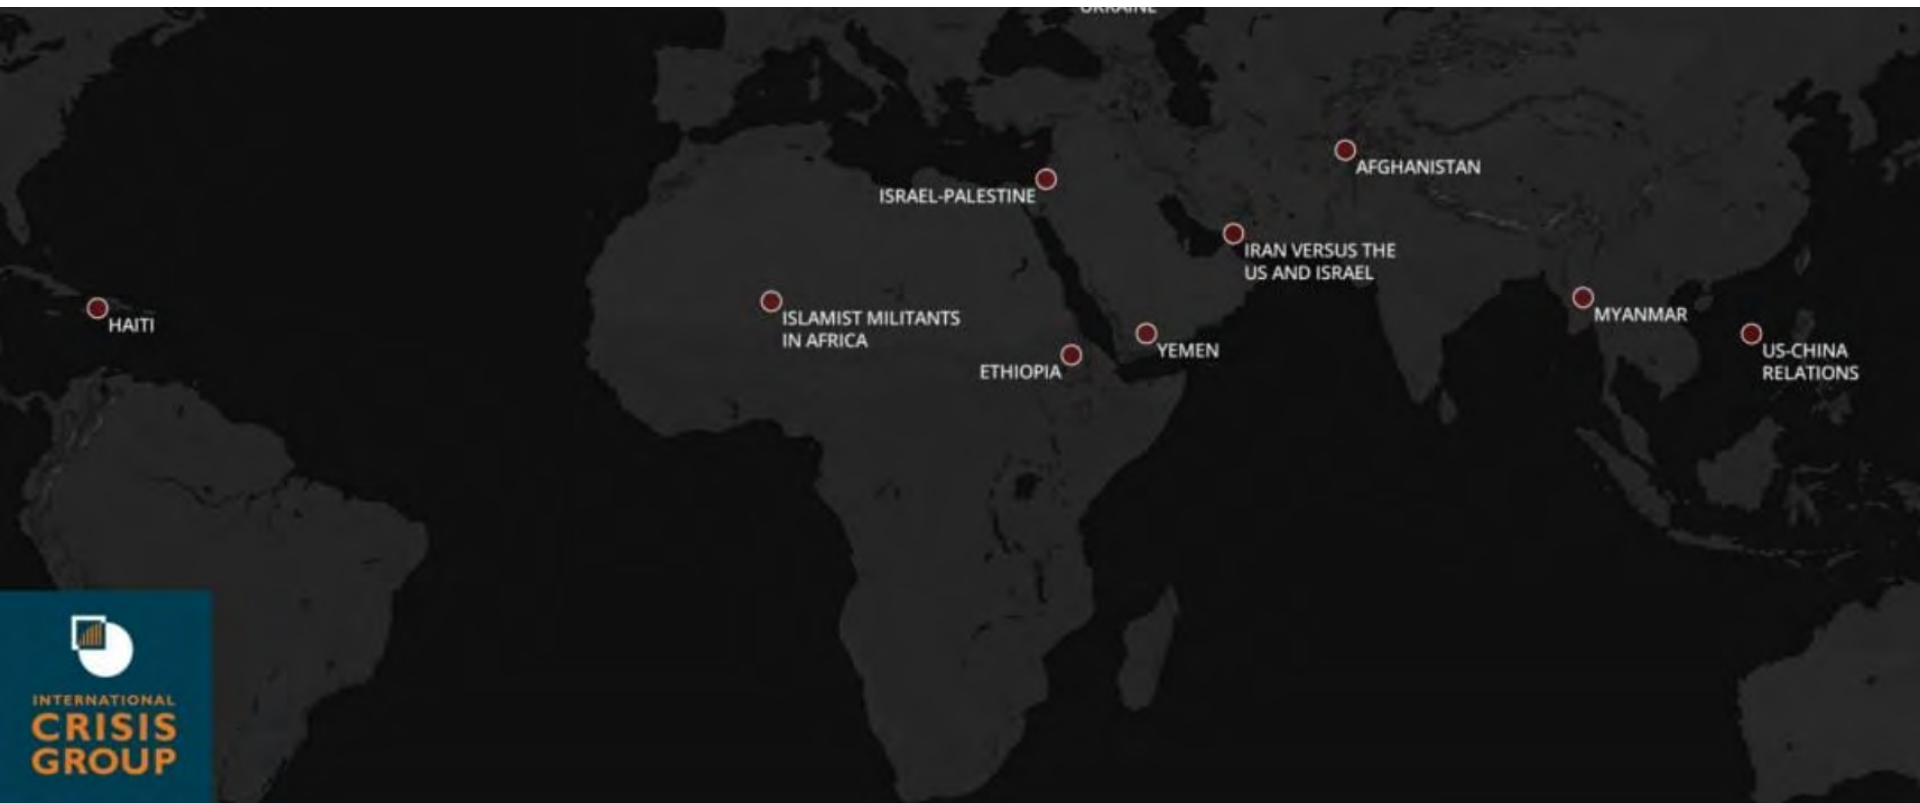 UKRAINE
AFGHANISTAN
ISRAEL-PALESTINE
IRAN VERSUS THE
US AND ISRAEL
HAITI
ISLAMIST MILITANTS
IN AFRICA
ETHIOPIA
YEMEN
MYANMAR
US-CHINA
RELATIONS
INTERNATIONAL
CRISIS
GROUP